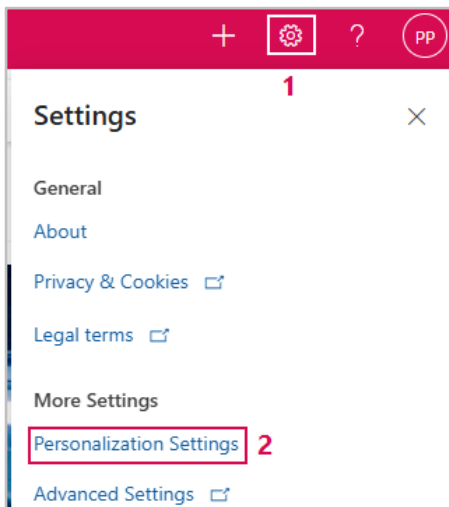 PP
1
Settings
General
About
Privacy & Cookies
Legal terms
More Settings
Personalization Settings 2
Advanced Settings